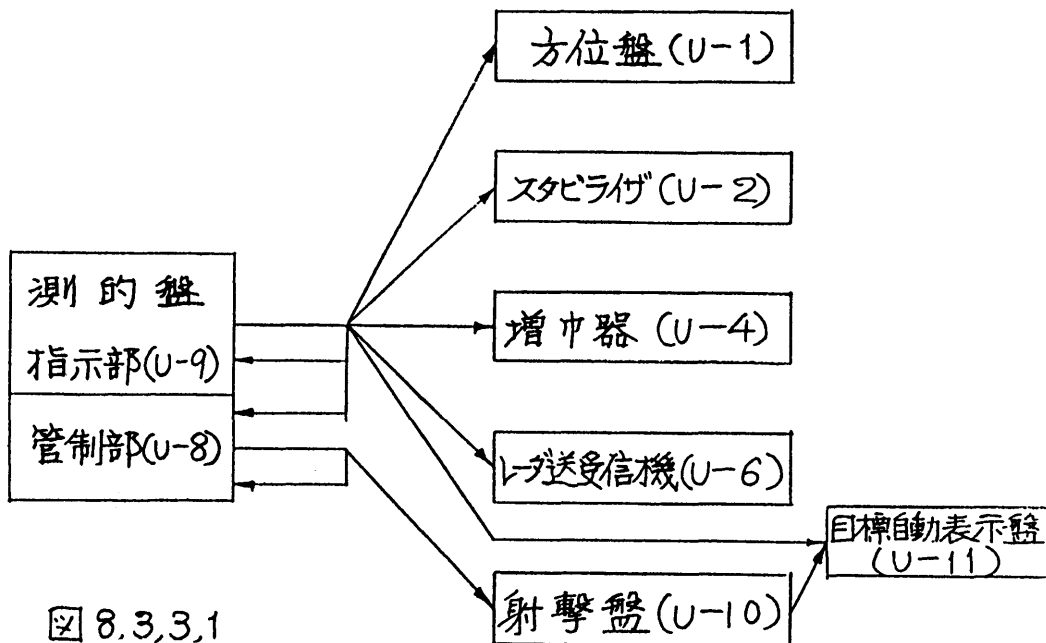 方位盤(U-1)
スタビライザ(U-2)
測的盤
指示部(U-9)
管制部(U-8)
増巾器(U-4)
レーダ送受信機(U-6)
目標自動表示盤
(U-11)
射撃盤(U-10)
図 8,3,3,1